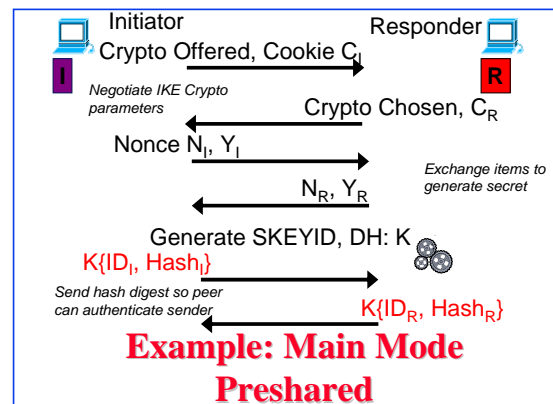 Initiator
Responder
Crypto Offered, Cookie C_I
I
R
Negotiate IKE Crypto
parameters
Crypto Chosen, C_R
Nonce N_I, Y_I
Exchange items to
generate secret
N_R, Y_R
Generate SKEYID, DH: K
K{ID_I, Hash_I}
Send hash digest so peer
can authenticate sender
K{ID_R, Hash_R}
Example: Main Mode
Preshared